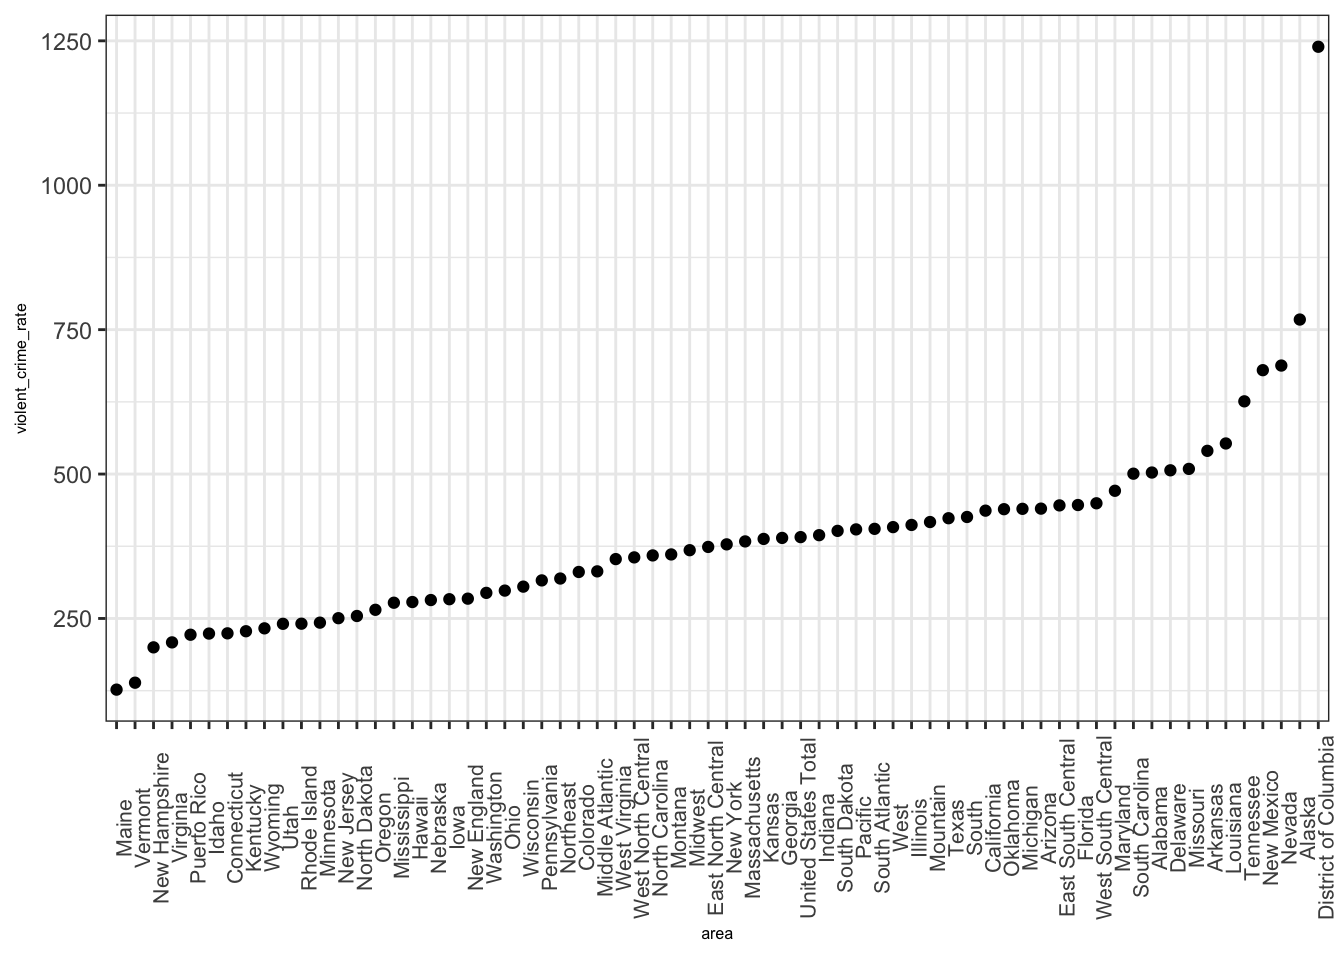 1250
1000
750
500
250
violent_crime_rate
Maine
Vermont
New Hampshire
Virginia
Puerto Rico
Idaho
Connecticut
Kentucky
Wyoming
Utah
Rhode Island
Minnesota
New Jersey
North Dakota
Oregon
Mississippi
Hawaii
Nebraska
Iowa
New England
Washington
Ohio
Wisconsin
Pennsylvania
Northeast
Colorado
Middle Atlantic
West Virginia
West North Central
North Carolina
Montana
Midwest
East North Central
New York
Massachusetts
Kansas
Georgia
United States Total
Indiana
South Dakota
Pacific
South Atlantic
West
Illinois
Mountain
Texas
South
California
Oklahoma
Michigan
Arizona
East South Central
Florida
West South Central
Maryland
South Carolina
Alabama
Delaware
Missouri
Arkansas
Louisiana
Tennessee
New Mexico
Nevada
Alaska
District of Columbia
area